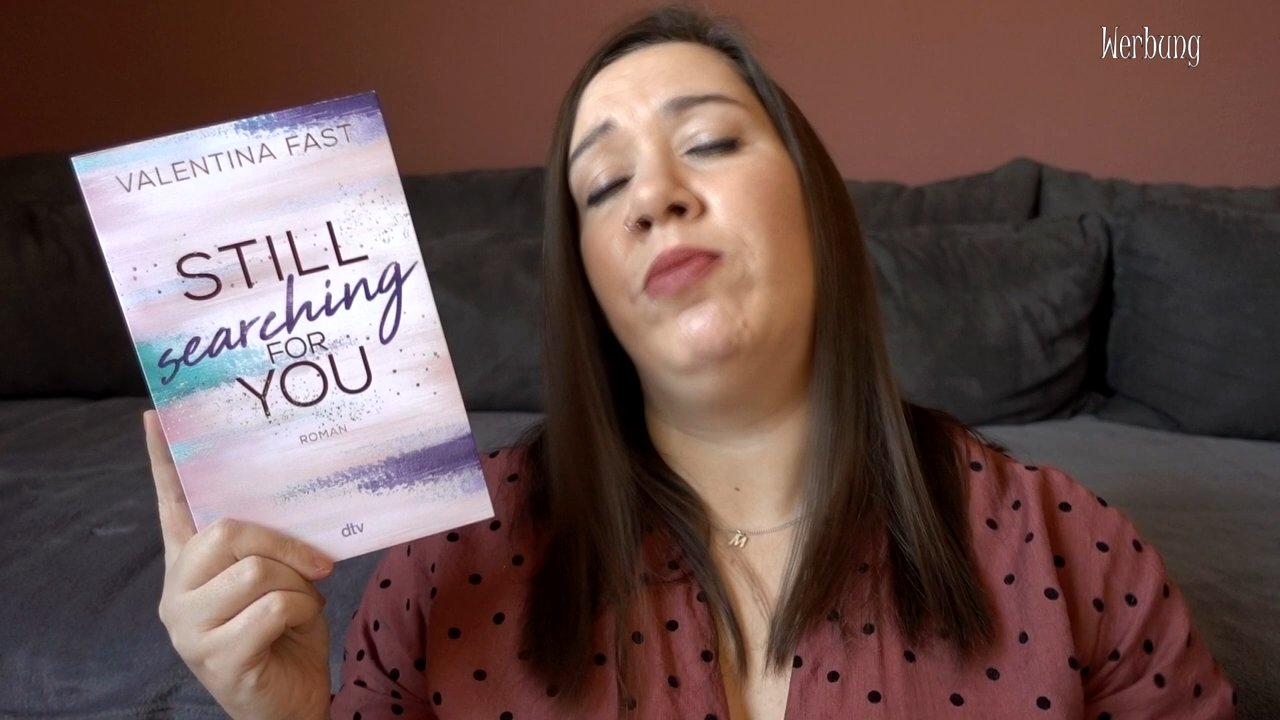 Werbung
VALENTINA FAST
STILL
searching
FOR
YOU
ROMAN
dtv
M